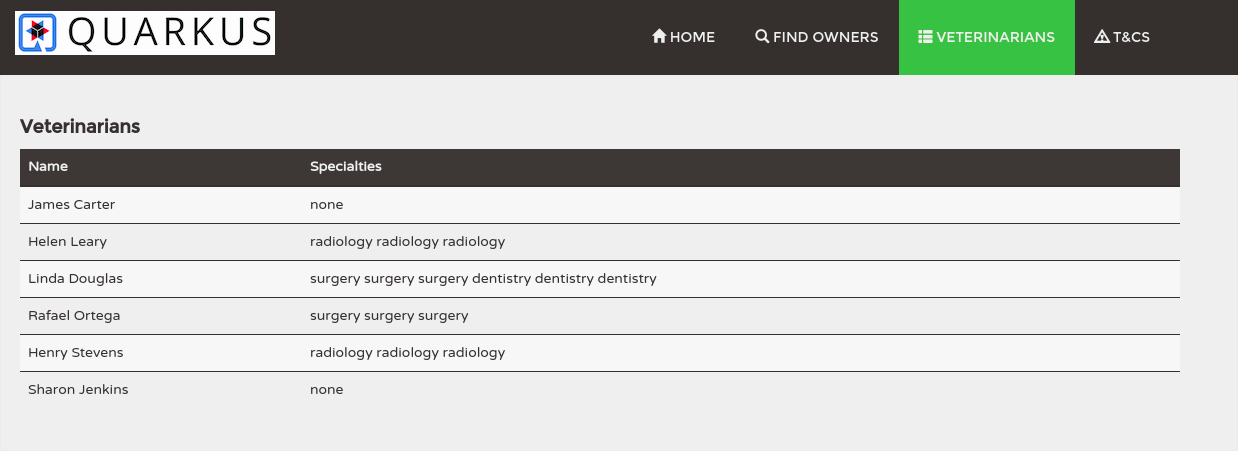 QUARKUS
HOME FIND OWNERS VETERINARIANS T&CS
Veterinarians
Name Specialties
James Carter none
Helen Leary radiology radiology radiology
Linda Douglas surgery surgery surgery dentistry dentistry dentistry
Rafael Ortega surgery surgery surgery
Henry Stevens radiology radiology radiology
Sharon Jenkins none